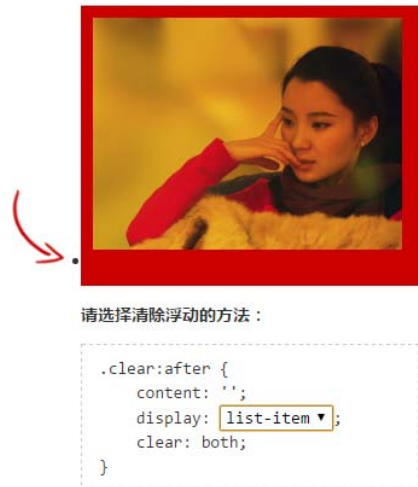 请选择清除浮动的方法：
.clear:after {
content: '';
display: list-item ▼;
clear: both;
}